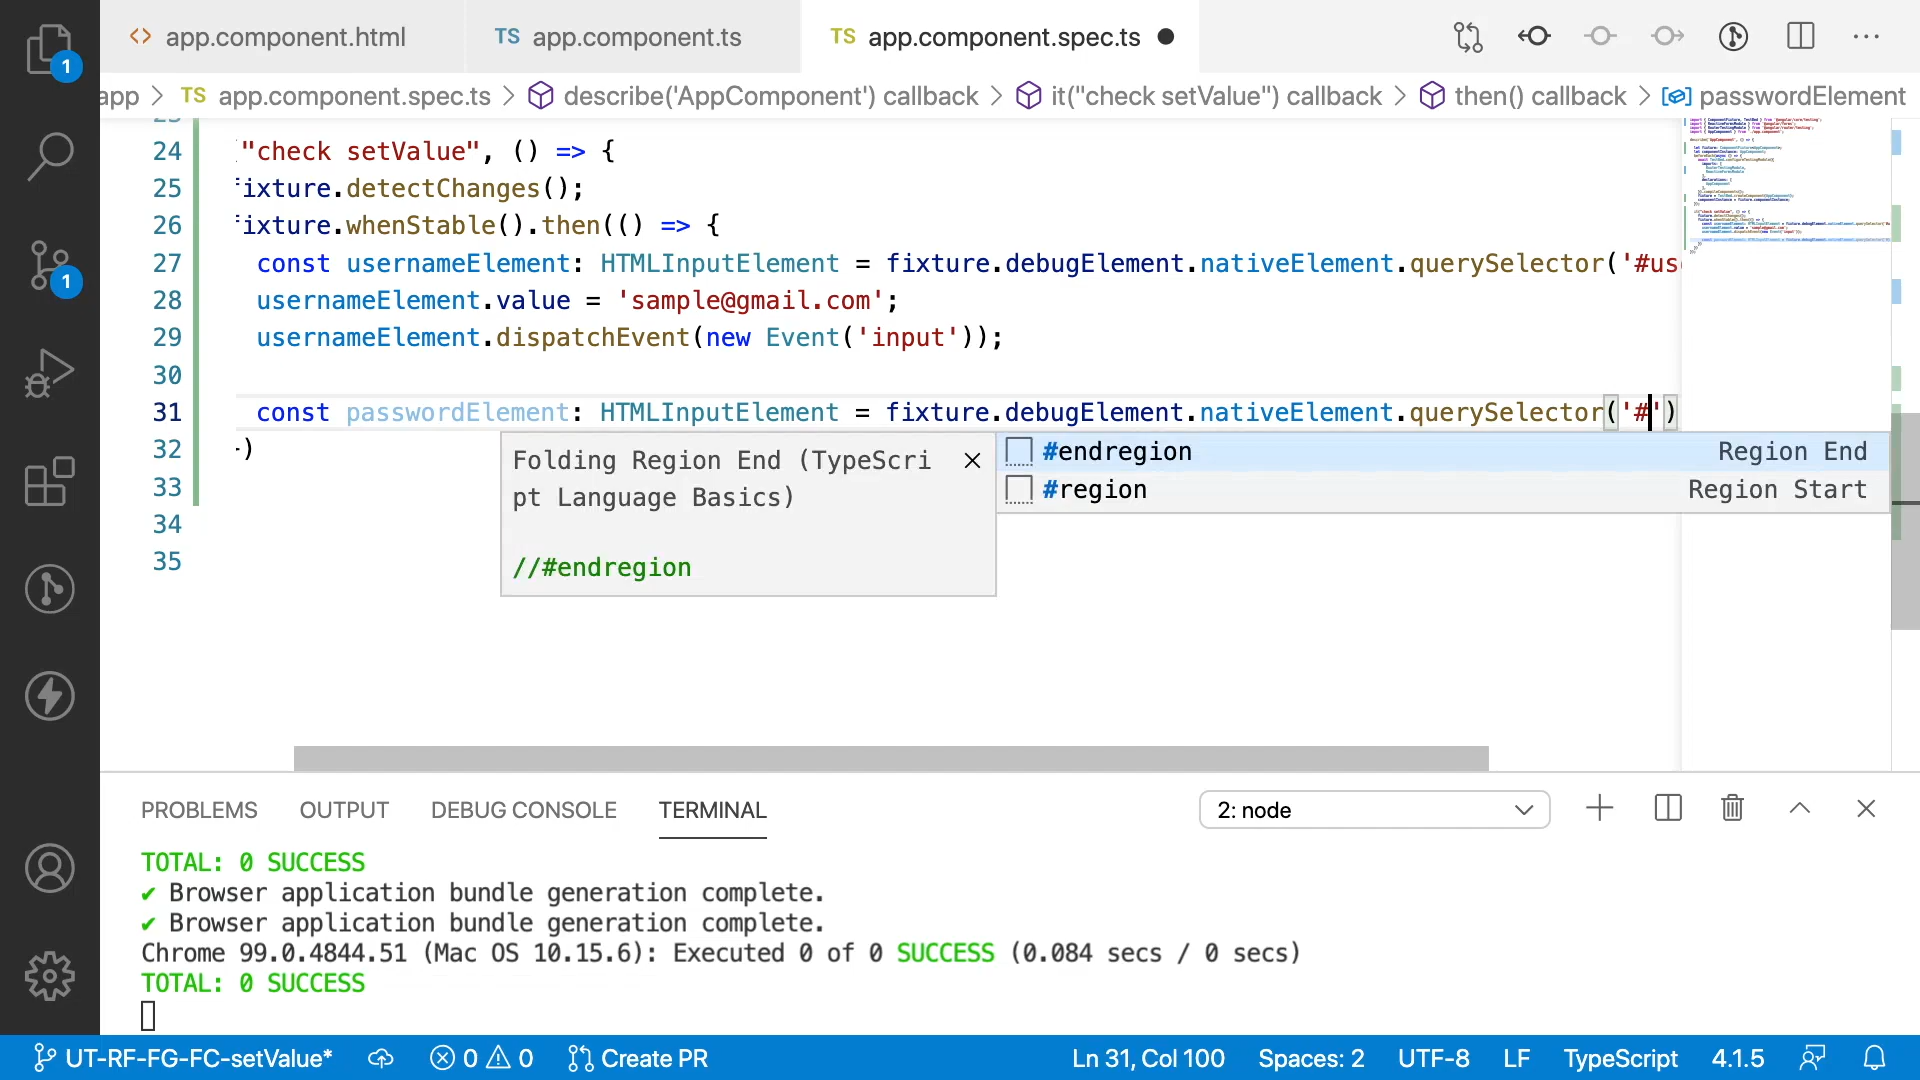 app.component.html
TS app.component.ts
TS app.component.spec.ts
app > TS app.component.spec.ts > describe('AppComponent') callback > it("check setValue") callback > then() callback > passwordElement
24 "check setValue", () => {
25 fixture.detectChanges();
26 fixture.whenStable().then(() => {
27 const usernameElement: HTMLInputElement = fixture.debugElement.nativeElement.querySelector('#us
28 usernameElement.value = 'sample@gmail.com';
29 usernameElement.dispatchEvent(new Event('input'));
30
31 const passwordElement: HTMLInputElement = fixture.debugElement.nativeElement.querySelector('#')
32 })
33
34
35
Folding Region End (TypeScri
pt Language Basics)
//#endregion
#endregion Region End
#region Region Start
1
1
PROBLEMS OUTPUT DEBUG CONSOLE TERMINAL
2: node
TOTAL: 0 SUCCESS
✔ Browser application bundle generation complete.
✔ Browser application bundle generation complete.
Chrome 99.0.4844.51 (Mac OS 10.15.6): Executed 0 of 0 SUCCESS (0.084 secs / 0 secs)
TOTAL: 0 SUCCESS
UT-RF-FG-FC-setValue* 0 0 Create PR Ln 31, Col 100 Spaces: 2 UTF-8 LF TypeScript 4.1.5